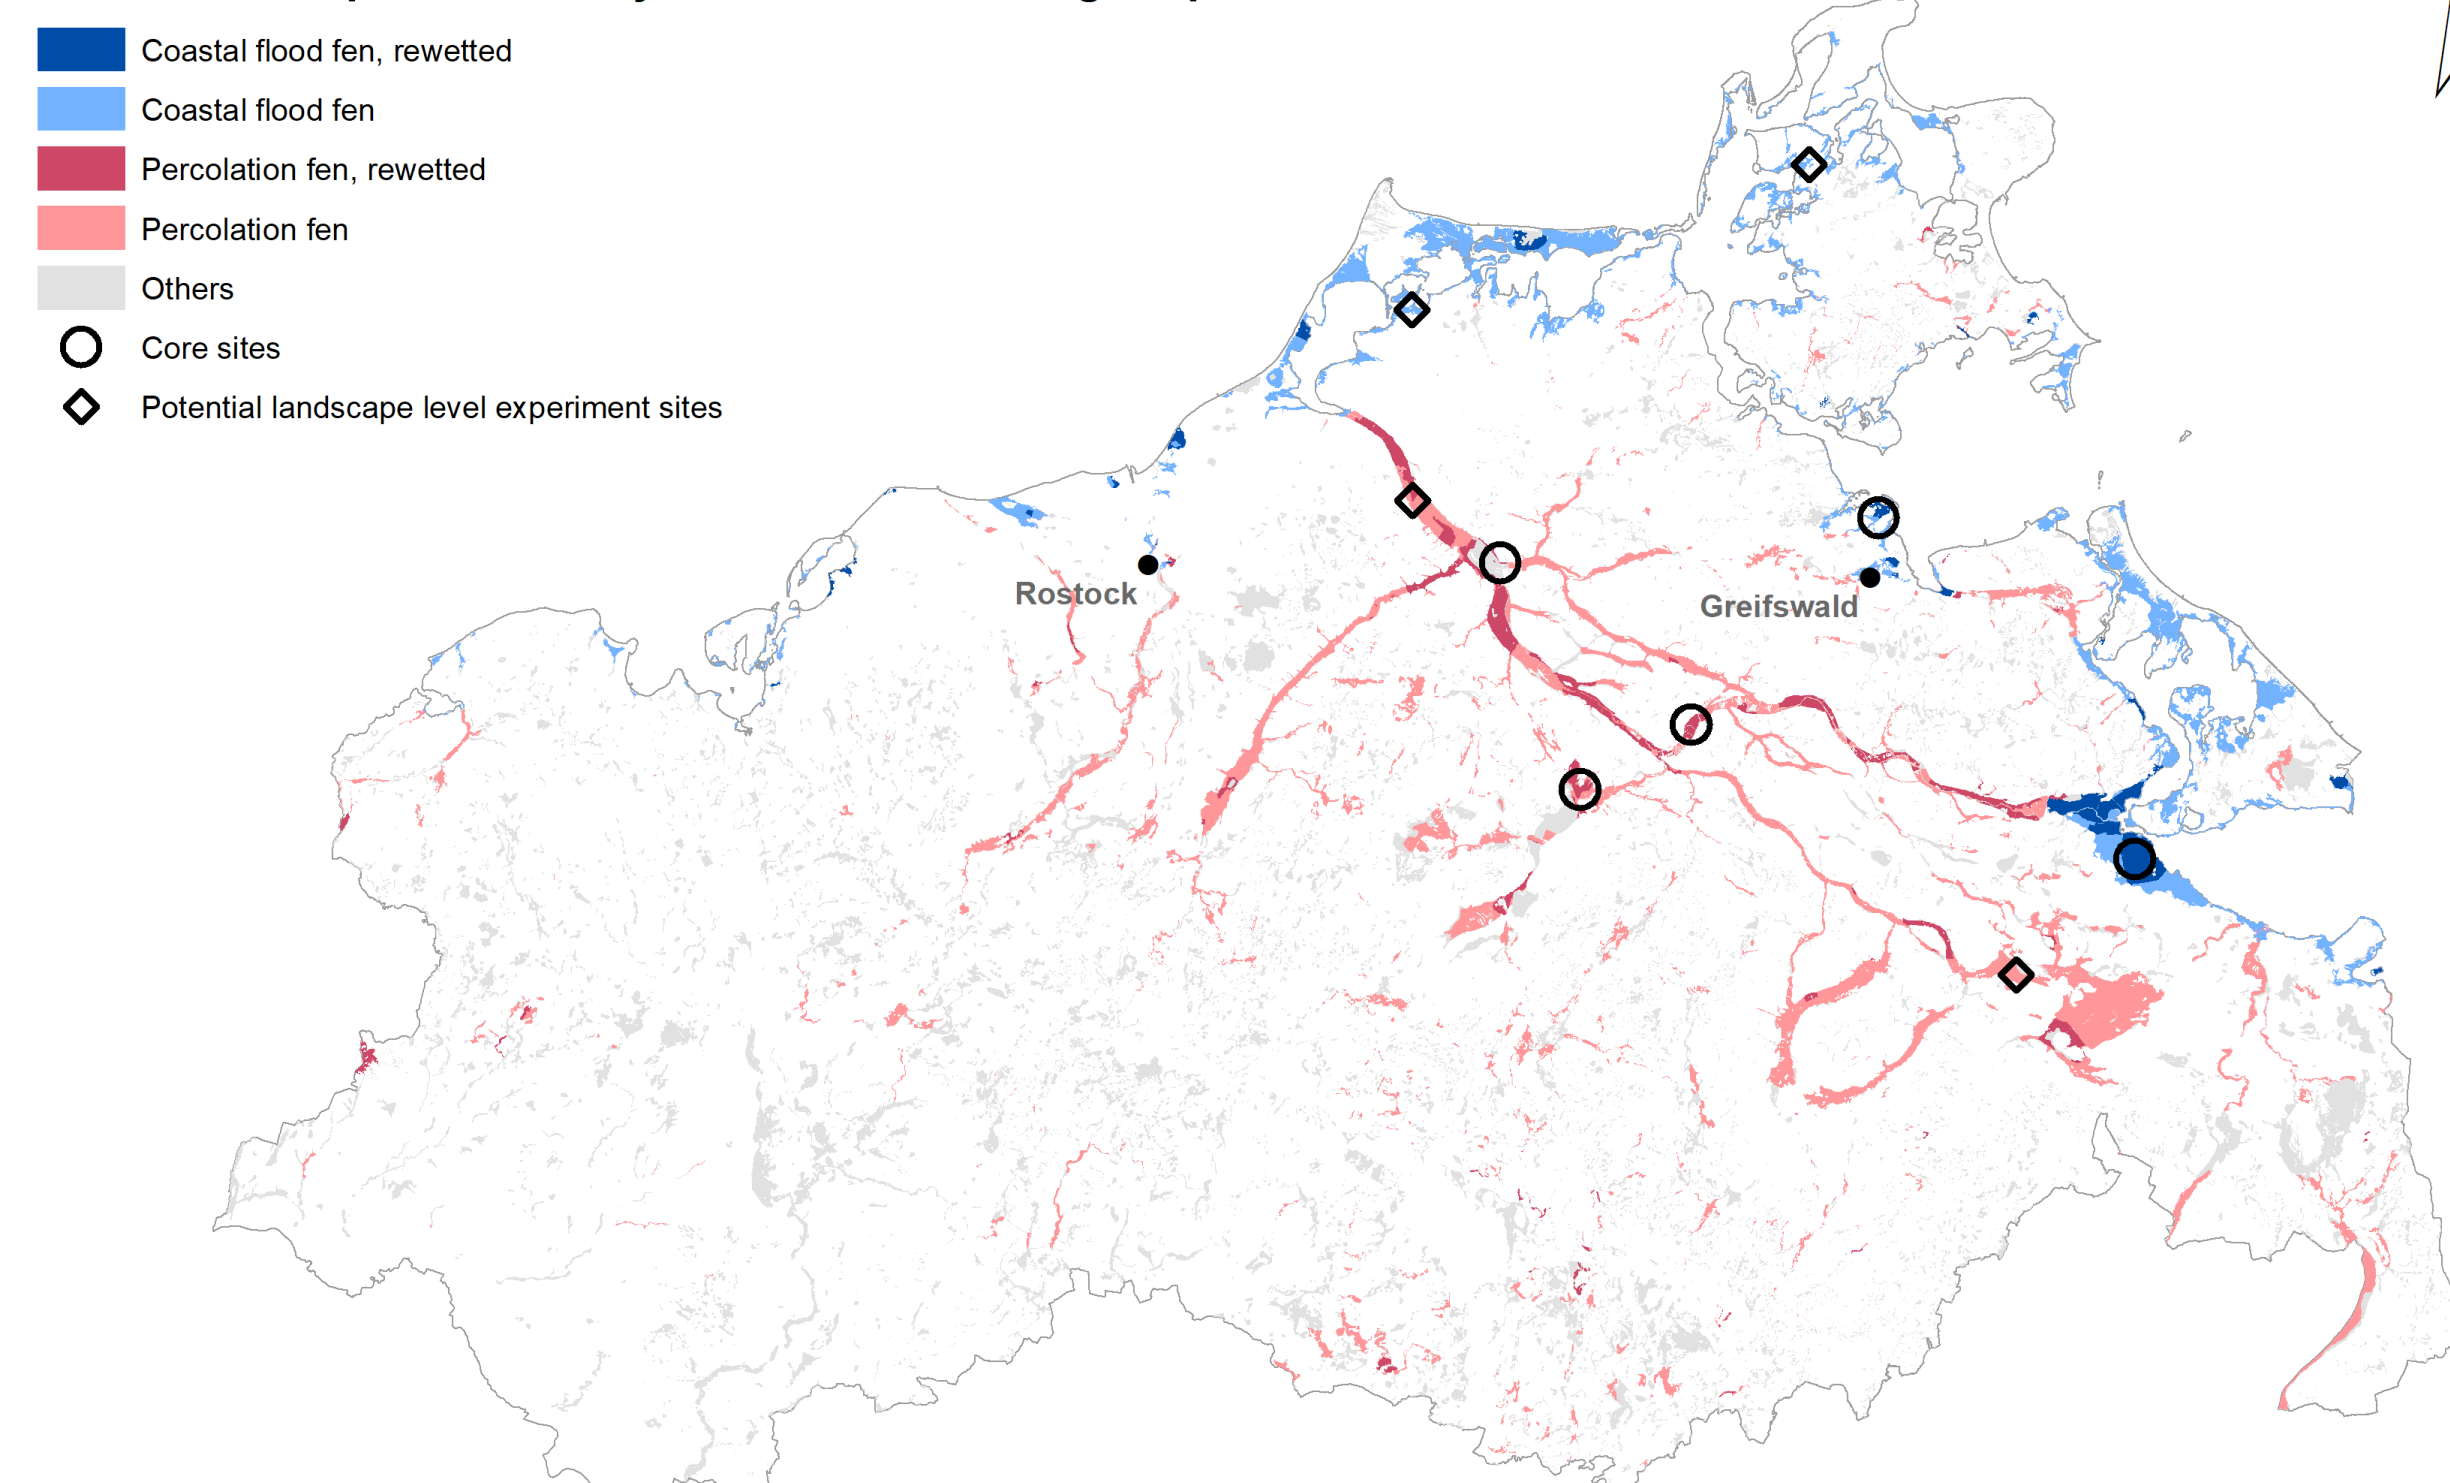 Coastal flood fen, rewetted
Coastal flood fen
Percolation fen, rewetted
Percolation fen
Others
Core sites
Potential landscape level experiment sites
Rostock
Greifswald